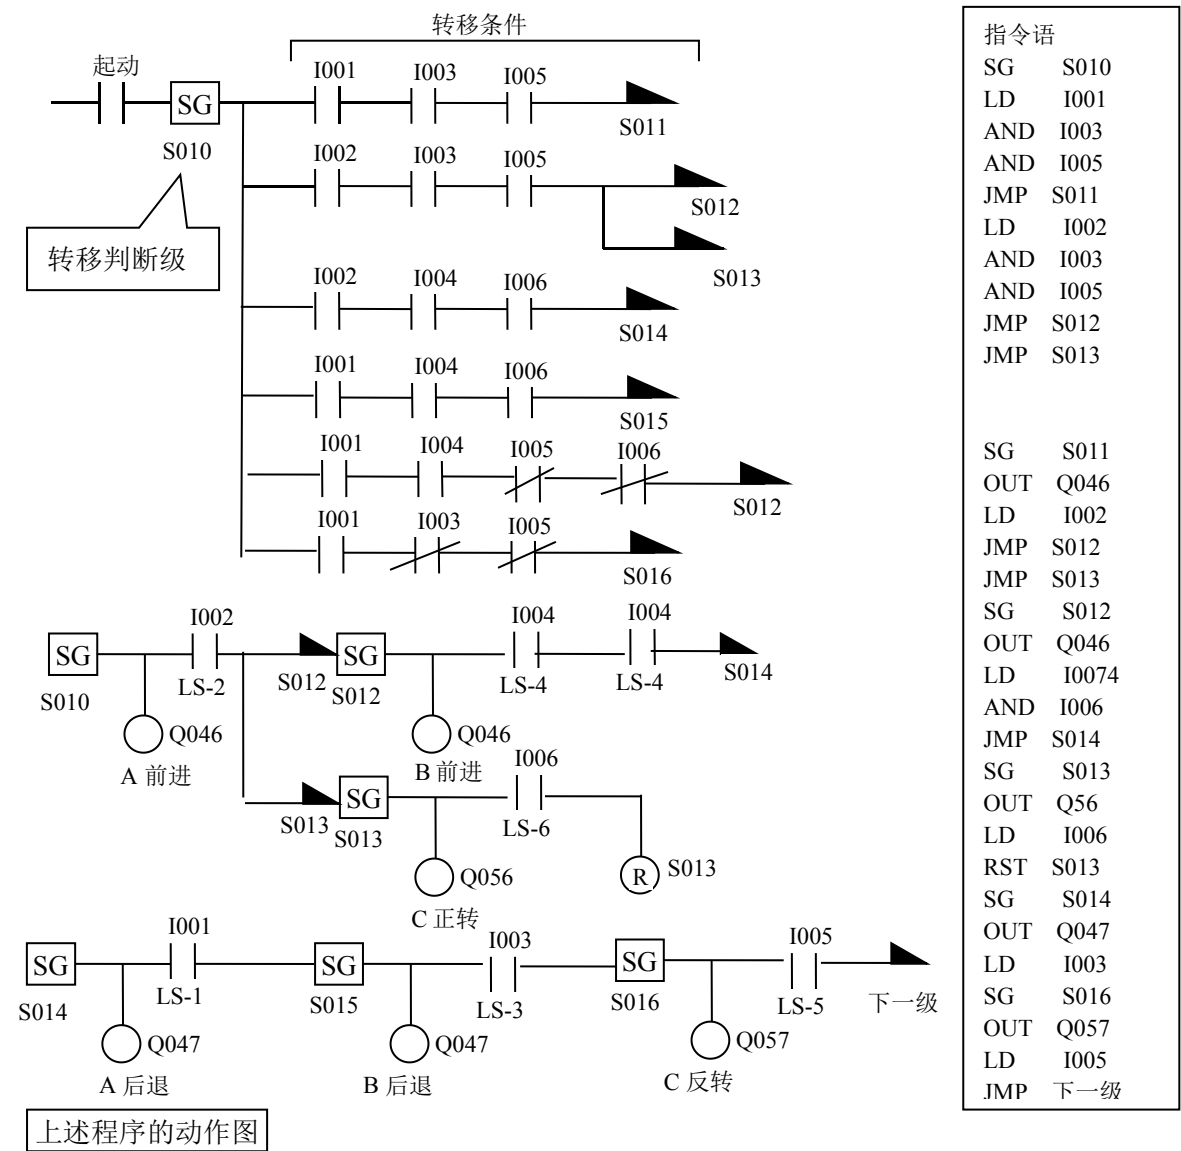 转移条件
起动
SG
S010
转移判断级
I001 I003 I005
S011
I002 I003 I005
S012
S013
I002 I004 I006
S014
I001 I004 I006
S015
I001 I004 I005 I006
S012
I001 I003 I005
S016
SG
S010
I002
LS-2
Q046
A 前进
S012
SG
S012
Q046
B 前进
I004
LS-4
I004
LS-4
S014
S013
SG
S013
Q056
C 正转
I006
LS-6
R
S013
SG
S014
Q047
A 后退
I001
LS-1
SG
S015
Q047
B 后退
I003
LS-3
SG
S016
Q057
C 反转
I005
LS-5
下一级
上述程序的动作图
指令语
SG S010
LD I001
AND I003
AND I005
JMP S011
LD I002
AND I003
AND I005
JMP S012
JMP S013
SG S011
OUT Q046
LD I002
JMP S012
JMP S013
SG S012
OUT Q046
LD I0074
AND I006
JMP S014
SG S013
OUT Q56
LD I006
RST S013
SG S014
OUT Q047
LD I003
SG S016
OUT Q057
LD I005
JMP 下一级